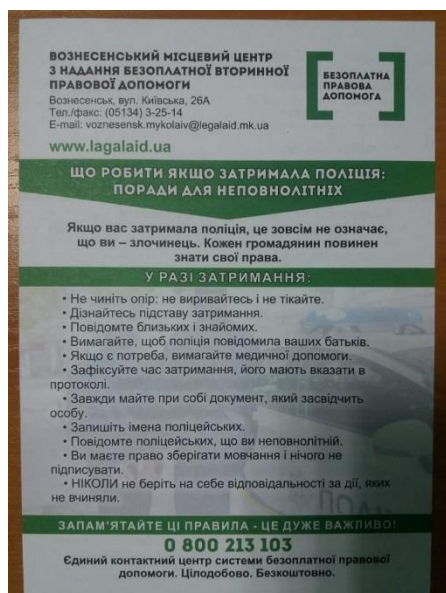 ВОЗНЕСЕНСЬКИЙ МІСЦЕВИЙ ЦЕНТР
З НАДАННЯ БЕЗОПЛАТНОЇ ВТОРИННОЇ
ПРАВОВОЇ ДОПОМОГИ
Вознесенськ, вул. Київська, 26А
Тел./факс: (05134) 3-25-14
E-mail: voznesensk.mykolaiv@legalaid.mk.ua
www.lagalaid.ua
БЕЗОПЛАТНА
ПРАВОВА
ДОПОМОГА
ЩО РОБИТИ ЯКЩО ЗАТРИМАЛА ПОЛІЦІЯ:
ПОРАДИ ДЛЯ НЕПОВНОЛІТНІХ
Якщо вас затримала поліція, це зовсім не означає,
що ви – злочинець. Кожен громадянин повинен
знати свої права.
У РАЗІ ЗАТРИМАННЯ:
• Не чиніть опір: не виривайтесь і не тікайте.
• Дізнайтесь підставу затримання.
• Повідомте близьких і знайомих.
• Вимагайте, щоб поліція повідомила ваших батьків.
• Якщо є потреба, вимагайте медичної допомоги.
• Зафіксуйте час затримання, його мають вказати в
протоколі.
• Завжди майте при собі документ, який засвідчить
особу.
• Запишіть імена поліцейських.
• Повідомте поліцейських, що ви неповнолітній.
• Ви маєте право зберігати мовчання і нічого не
підписувати.
• НІКОЛИ не беріть на себе відповідальності за дії, яких
не вчиняли.
ЗАПАМ'ЯТАЙТЕ ЦІ ПРАВИЛА - ЦЕ ДУЖЕ ВАЖЛИВО!
0 800 213 103
Єдиний контактний центр системи безоплатної правової
допомоги. Цілодобово. Безкоштовно.